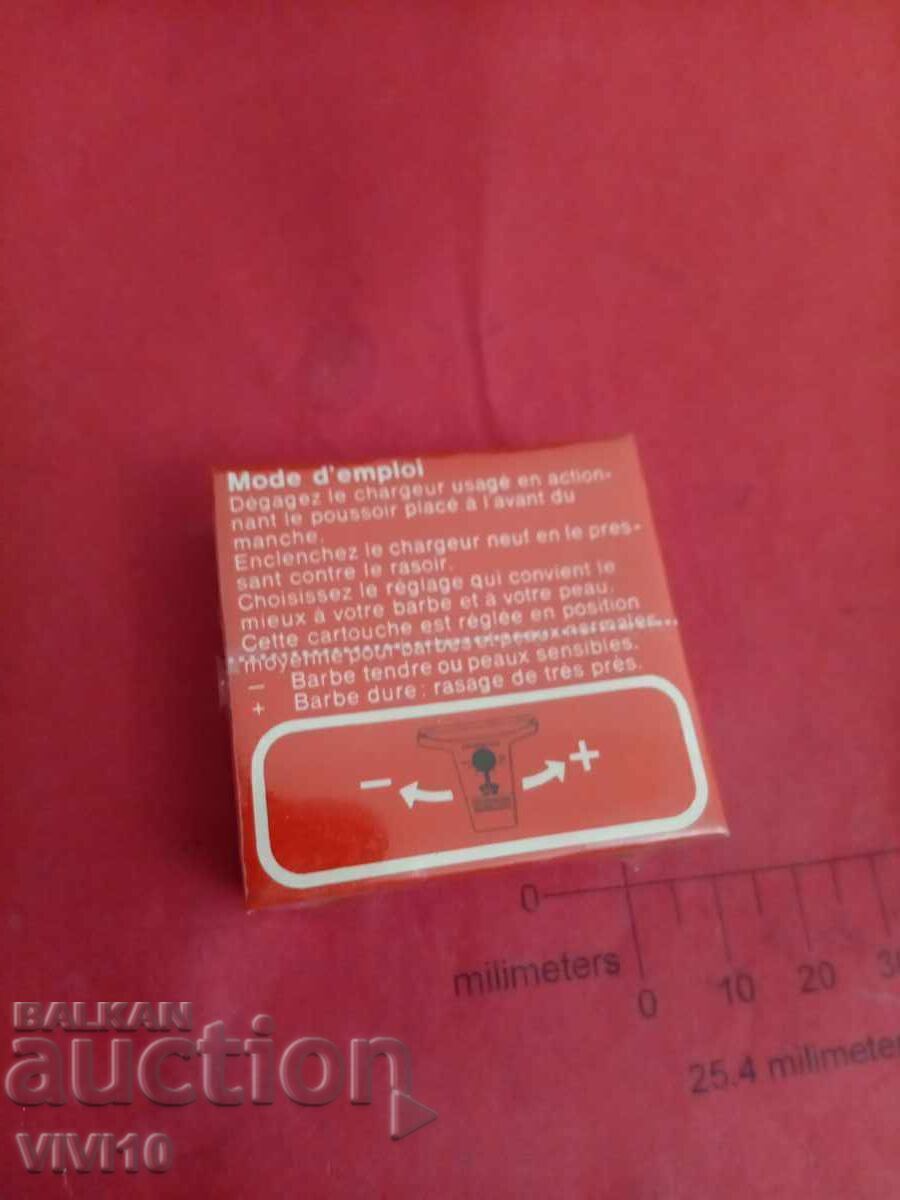 Mode d'emploi
Dégagez le chargeur usagé en action-
nant le poussoir placé à l'avant du
manche.
Enclenchez le chargeur neuf en le pres-
sant contre le rasoir.
Choisissez le réglage qui convient le
mieux à votre barbe et à votre peau.
Cette cartouche est réglée en position
moyenne pour barbes et peaux normales.
− Barbe tendre ou peaux sensibles.
+ Barbe dure: rasage de très près.
− +
0
milimeters
0 10 20 30
25.4 milimeter
BALKAN
auction
VIVI10